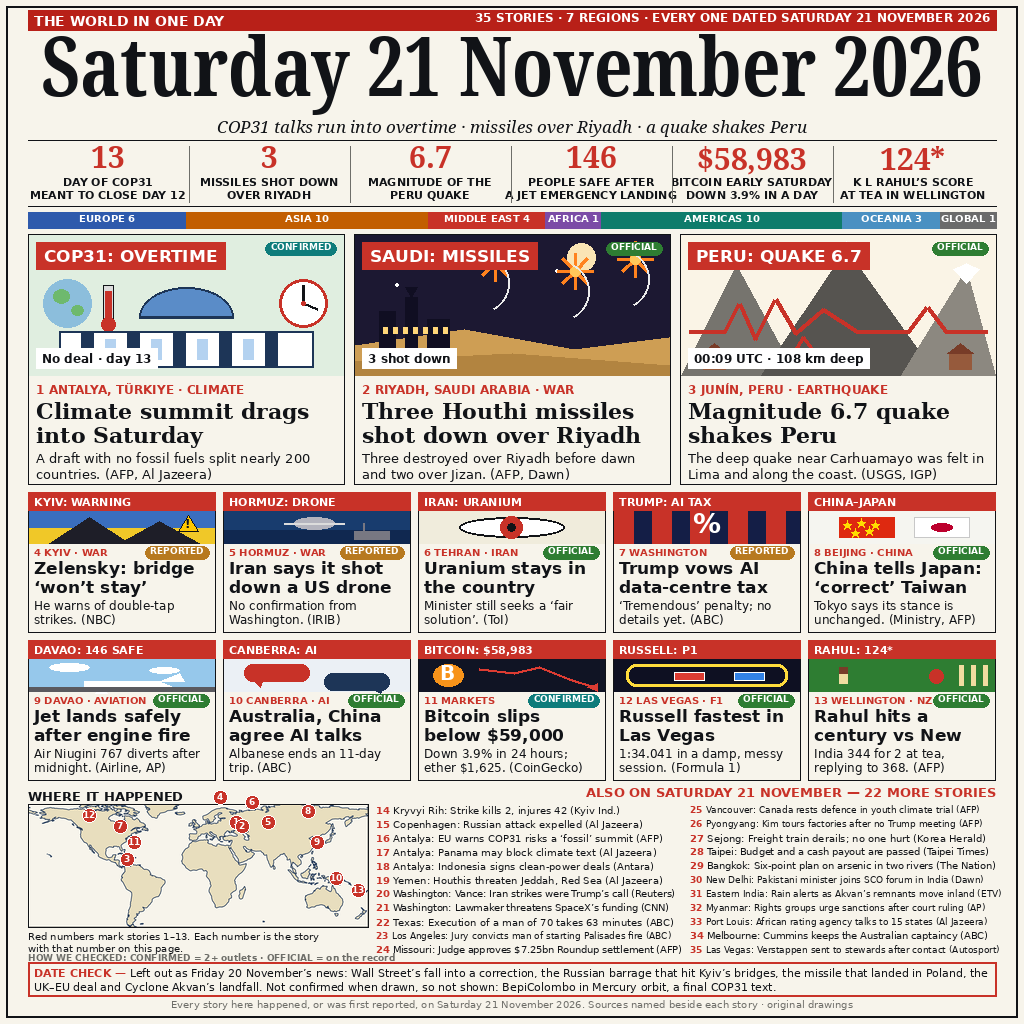 THE WORLD IN ONE DAY
35 STORIES · 7 REGIONS · EVERY ONE DATED SATURDAY 21 NOVEMBER 2026
Saturday 21 November 2026
COP31 talks run into overtime · missiles over Riyadh · a quake shakes Peru
13
DAY OF COP31
MEANT TO CLOSE DAY 12
3
MISSILES SHOT DOWN
OVER RIYADH
6.7
MAGNITUDE OF THE
PERU QUAKE
146
PEOPLE SAFE AFTER
A JET EMERGENCY LANDING
$58,983
BITCOIN EARLY SATURDAY
DOWN 3.9% IN A DAY
124*
K L RAHUL’S SCORE
AT TEA IN WELLINGTON
EUROPE 6
ASIA 10
MIDDLE EAST 4
AFRICA 1
AMERICAS 10
OCEANIA 3
GLOBAL 1
COP31: OVERTIME
CONFIRMED
No deal · day 13
1 ANTALYA, TÜRKIYE · CLIMATE
Climate summit drags
into Saturday
A draft with no fossil fuels split nearly 200
countries. (AFP, Al Jazeera)
SAUDI: MISSILES
OFFICIAL
3 shot down
2 RIYADH, SAUDI ARABIA · WAR
Three Houthi missiles
shot down over Riyadh
Three destroyed over Riyadh before dawn
and two over Jizan. (AFP, Dawn)
PERU: QUAKE 6.7
OFFICIAL
00:09 UTC · 108 km deep
3 JUNÍN, PERU · EARTHQUAKE
Magnitude 6.7 quake
shakes Peru
The deep quake near Carhuamayo was felt in
Lima and along the coast. (USGS, IGP)
KYIV: WARNING
!
4 KYIV · WAR
REPORTED
Zelensky: bridge
‘won’t stay’
He warns of double-tap
strikes. (NBC)
HORMUZ: DRONE
5 HORMUZ · WAR
REPORTED
Iran says it shot
down a US drone
No confirmation from
Washington. (IRIB)
IRAN: URANIUM
6 TEHRAN · IRAN
OFFICIAL
Uranium stays in
the country
Minister still seeks a ‘fair
solution’. (ToI)
TRUMP: AI TAX
%
7 WASHINGTON
REPORTED
Trump vows AI
data-centre tax
‘Tremendous’ penalty; no
details yet. (ABC)
CHINA–JAPAN
8 BEIJING · CHINA
OFFICIAL
China tells Japan:
‘correct’ Taiwan
Tokyo says its stance is
unchanged. (Ministry, AFP)
DAVAO: 146 SAFE
9 DAVAO · AVIATION
OFFICIAL
Jet lands safely
after engine fire
Air Niugini 767 diverts after
midnight. (Airline, AP)
CANBERRA: AI
10 CANBERRA · AI
OFFICIAL
Australia, China
agree AI talks
Albanese ends an 11-day
trip. (ABC)
BITCOIN: $58,983
B
11 MARKETS
CONFIRMED
Bitcoin slips
below $59,000
Down 3.9% in 24 hours;
ether $1,625. (CoinGecko)
RUSSELL: P1
12 LAS VEGAS · F1
OFFICIAL
Russell fastest in
Las Vegas
1:34.041 in a damp, messy
session. (Formula 1)
RAHUL: 124*
13 WELLINGTON · NZ
OFFICIAL
Rahul hits a
century vs New
India 344 for 2 at tea,
replying to 368. (AFP)
WHERE IT HAPPENED
4
6
12
7
2
5
8
11
9
3
10
13
Red numbers mark stories 1–13. Each number is the story
with that number on this page.
HOW WE CHECKED: CONFIRMED = 2+ outlets · OFFICIAL = on the record
ALSO ON SATURDAY 21 NOVEMBER — 22 MORE STORIES
14 Kryvyi Rih: Strike kills 2, injures 42 (Kyiv Ind.)
15 Copenhagen: Russian attack expelled (Al Jazeera)
16 Antalya: EU warns COP31 risks a ‘fossil’ summit (AFP)
17 Antalya: Panama may block climate text (Al Jazeera)
18 Antalya: Indonesia signs clean-power deals (Antara)
19 Yemen: Houthis threaten Jeddah, Red Sea (Al Jazeera)
20 Washington: Vance: Iran strikes were Trump’s call (Reuters)
21 Washington: Lawmaker threatens SpaceX’s funding (CNN)
22 Texas: Execution of a man of 70 takes 63 minutes (ABC)
23 Los Angeles: Jury convicts man of starting Palisades fire (ABC)
24 Missouri: Judge approves $7.25bn Roundup settlement (AFP)
25 Vancouver: Canada rests defence in youth climate trial (AFP)
26 Pyongyang: Kim tours factories after no Trump meeting (AFP)
27 Sejong: Freight train derails; no one hurt (Korea Herald)
28 Taipei: Budget and a cash payout are passed (Taipei Times)
29 Bangkok: Six-point plan on arsenic in two rivers (The Nation)
30 New Delhi: Pakistani minister joins SCO forum in India (Dawn)
31 Eastern India: Rain alerts as Akvan’s remnants move inland (ETV)
32 Myanmar: Rights groups urge sanctions after court ruling (AP)
33 Port Louis: African rating agency talks to 15 states (Al Jazeera)
34 Melbourne: Cummins keeps the Australian captaincy (ABC)
35 Las Vegas: Verstappen sent to stewards after contact (Autosport)
DATE CHECK — Left out as Friday 20 November’s news: Wall Street’s fall into a correction, the Russian barrage that hit Kyiv’s bridges, the missile that landed in Poland, the
UK–EU deal and Cyclone Akvan’s landfall. Not confirmed when drawn, so not shown: BepiColombo in Mercury orbit, a final COP31 text.
Every story here happened, or was first reported, on Saturday 21 November 2026. Sources named beside each story · original drawings